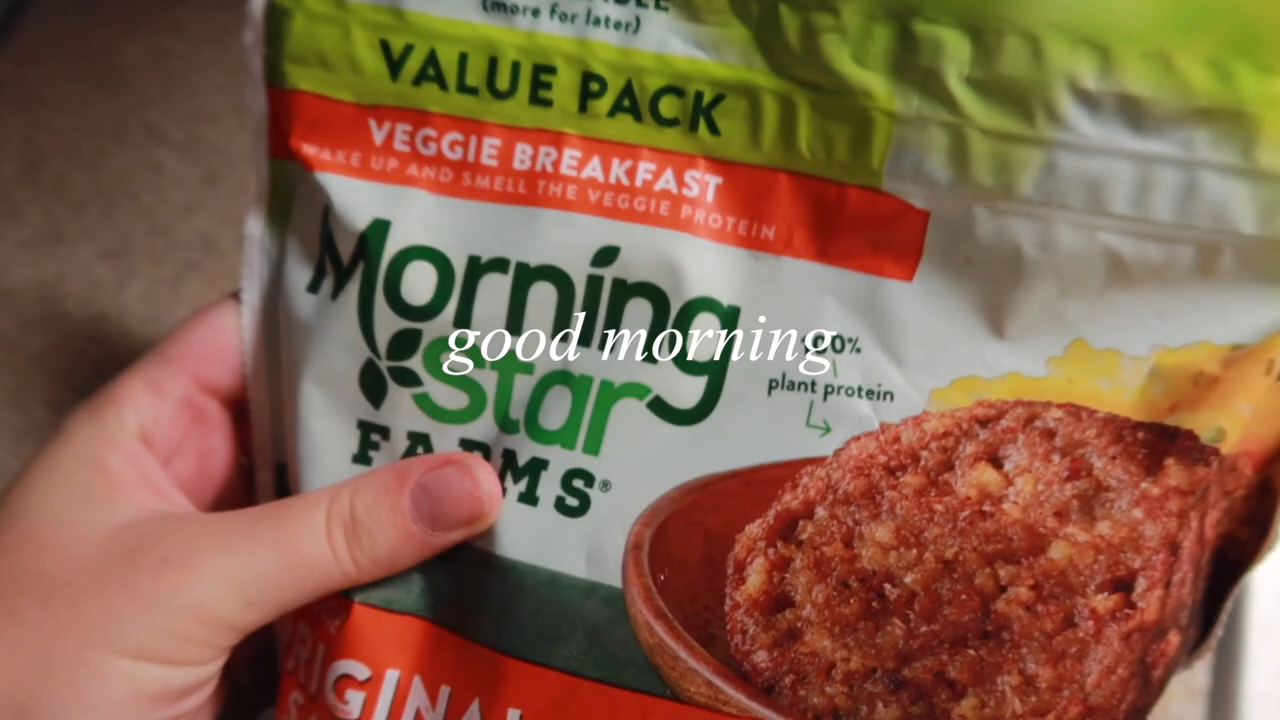 (more for later)
VALUE PACK
VEGGIE BREAKFAST
WAKE UP AND SMELL THE VEGGIE PROTEIN
Morning
Star
FARMS®
good morning
100%
plant protein
ORIGINAL